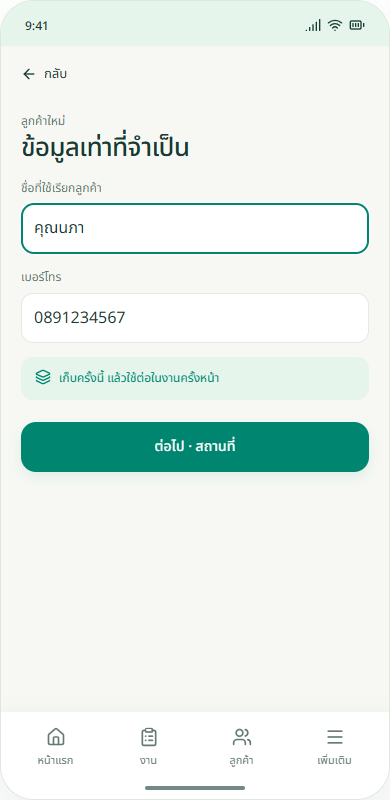 9:41
กลับ
ลูกค้าใหม่
ข้อมูลเท่าที่จำเป็น
ชื่อที่ใช้เรียกลูกค้า
คุณนภา
เบอร์โทร
0891234567
เก็บครั้งนี้ แล้วใช้ต่อในงานครั้งหน้า
ต่อไป · สถานที่
หน้าแรก
งาน
ลูกค้า
เพิ่มเติม